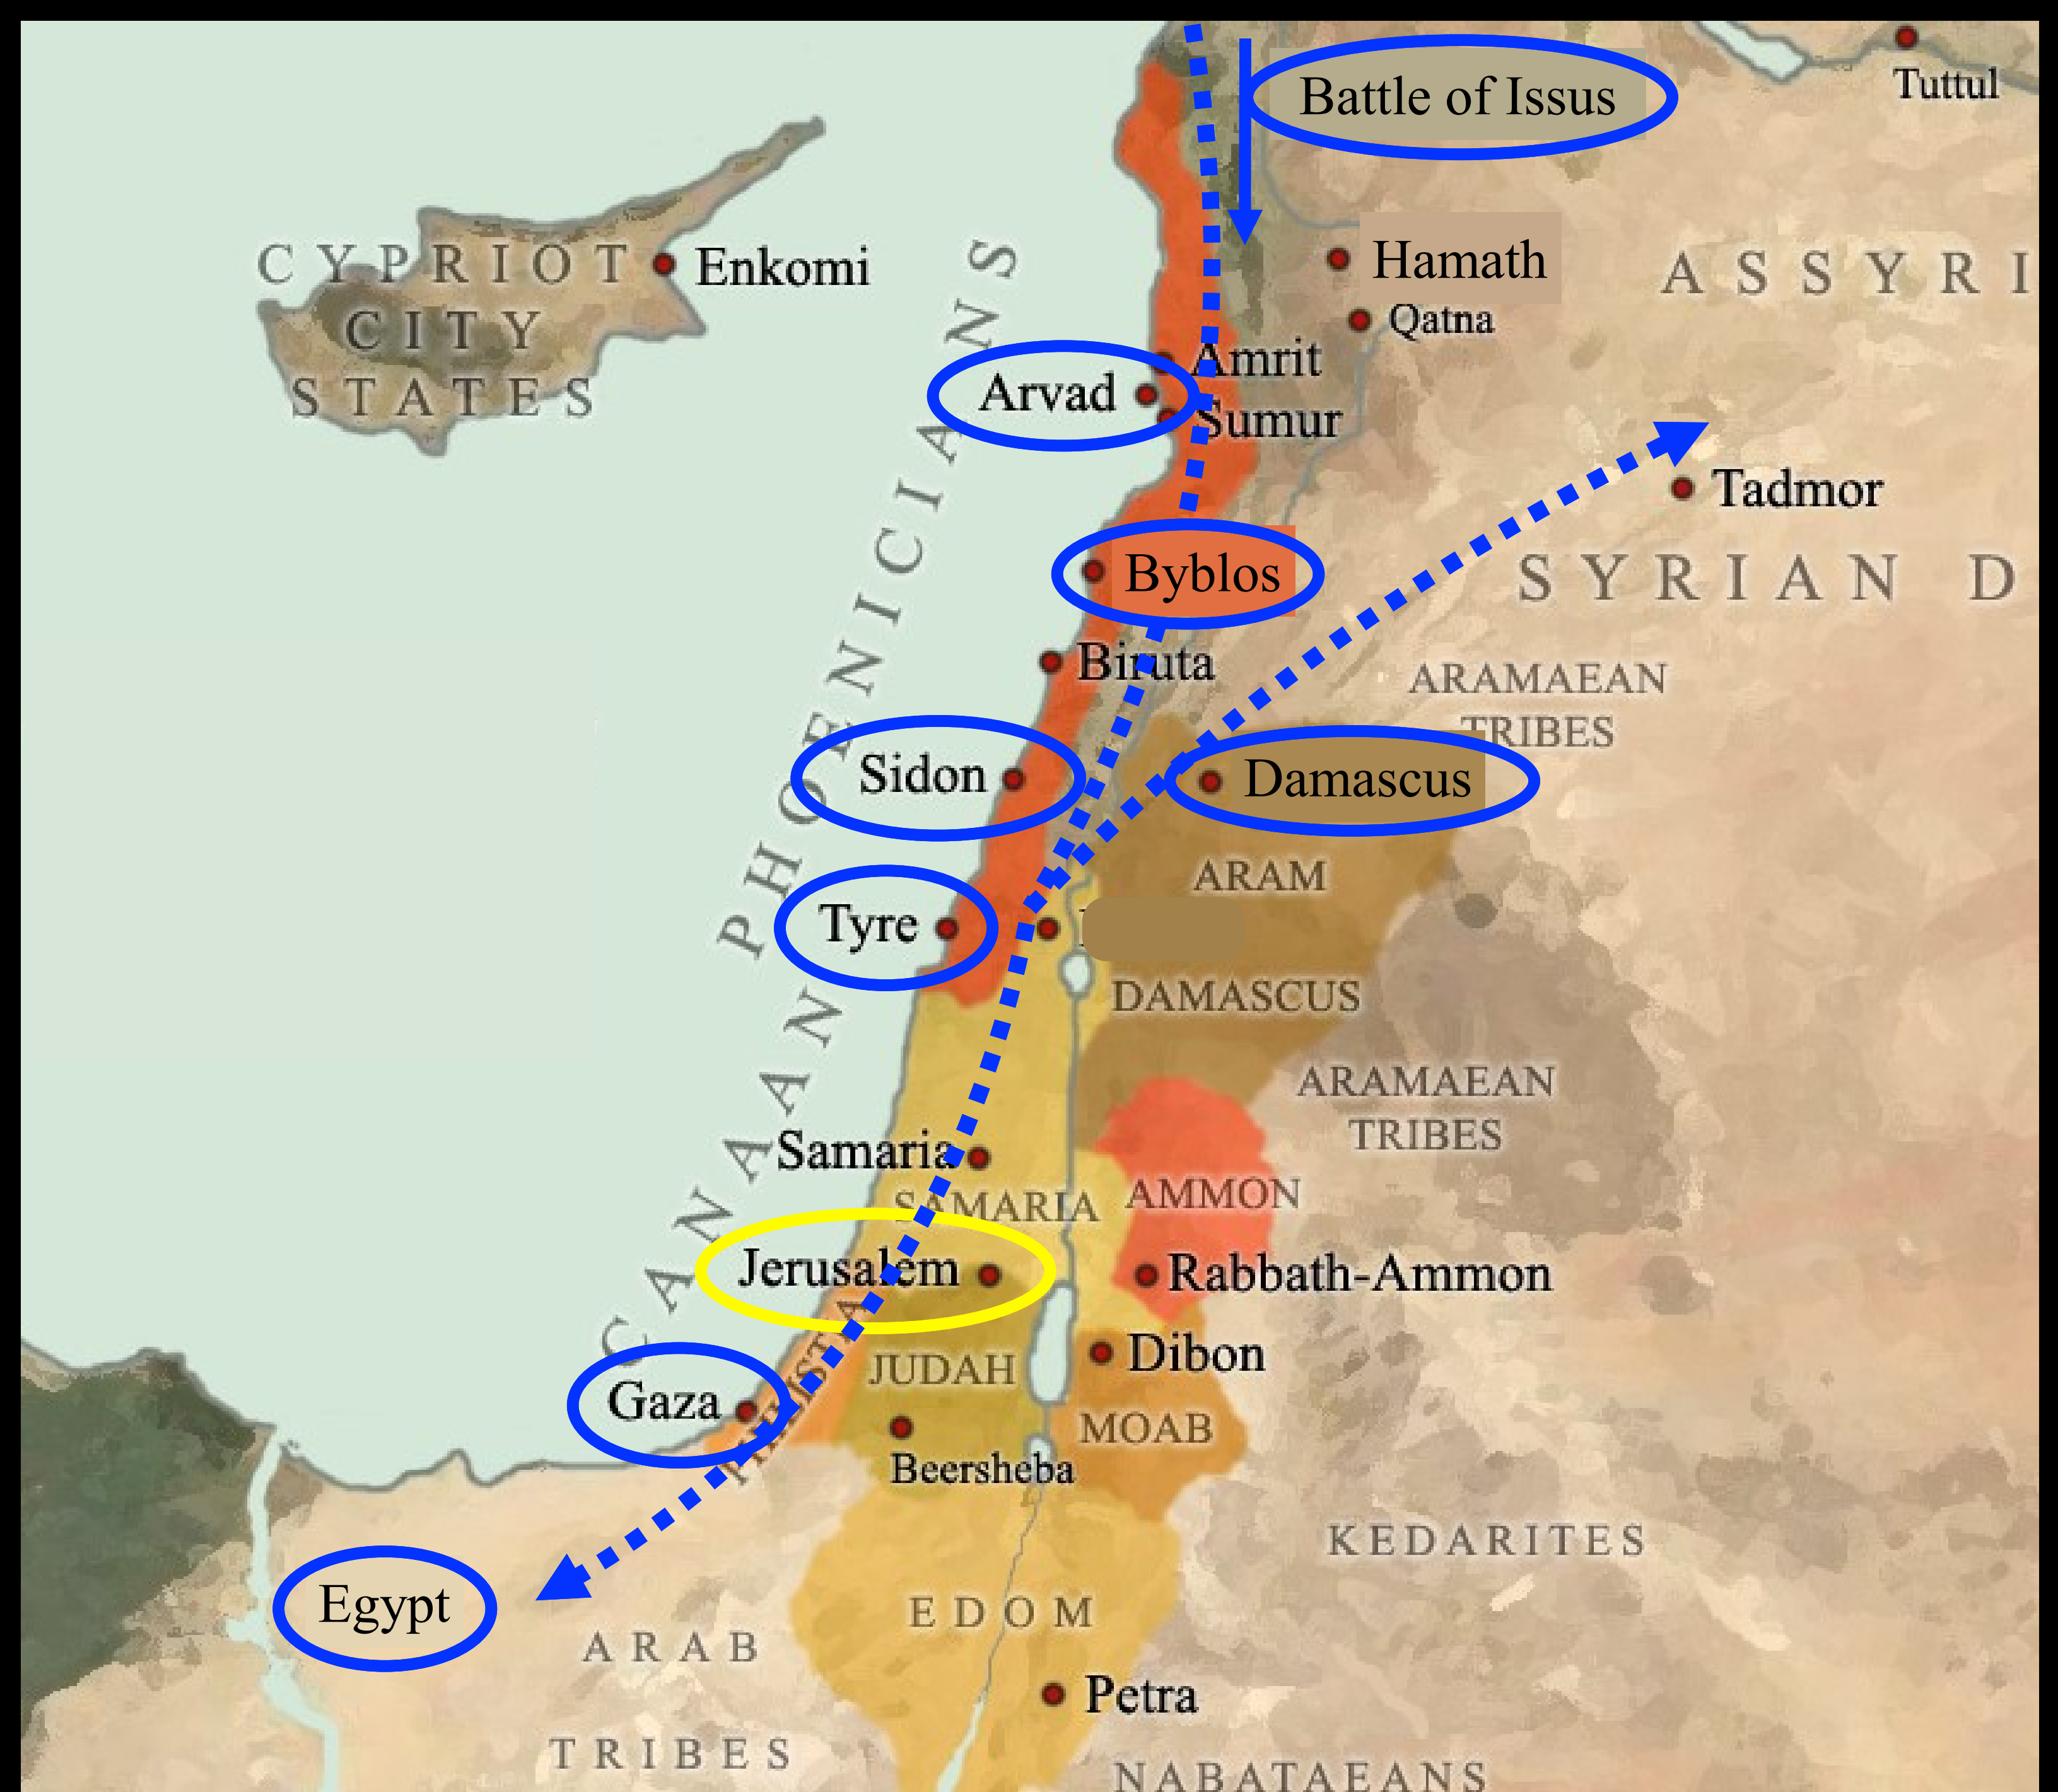 Battle of Issus
Tuttul
CYPRIOT
CITY
STATES
Enkomi
Hamath
ASSYRI
Qatna
Amrit
Arvad
Sumur
Tadmor
Byblos
SYRIAN D
Biruta
ARAMAEAN
TRIBES
Sidon
Damascus
CANAAN PHOENICIANS
ARAM
Tyre
DAMASCUS
ARAMAEAN
TRIBES
Samaria
SAMARIA
AMMON
Jerusalem
Rabbath-Ammon
PHILISTIA
Dibon
JUDAH
Gaza
MOAB
Beersheba
KEDARITES
Egypt
EDOM
ARAB
TRIBES
Petra
NABATAEANS